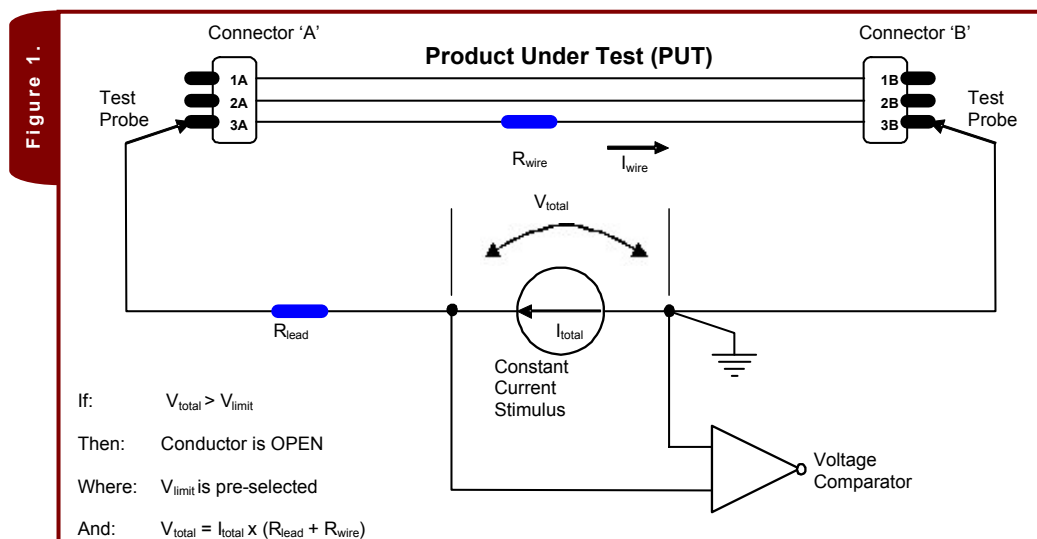 Figure 1.
Connector ‘A’
Product Under Test (PUT)
Connector ‘B’
Test
Probe
1A
2A
3A
1B
2B
3B
Test
Probe
Rwire
Iwire
Vtotal
Rlead
Itotal
Constant
Current
Stimulus
If: Vtotal > Vlimit
Then: Conductor is OPEN
Where: Vlimit is pre-selected
And: Vtotal = Itotal x (Rlead + Rwire)
Voltage
Comparator